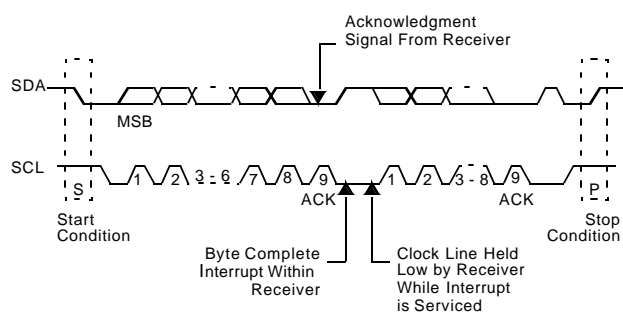 Acknowledgment
Signal From Receiver
SDA
MSB
SCL
S 1 2 3 - 6 7 8 9 1 2 3 - 8 9 P
ACK ACK
Start
Condition
Stop
Condition
Byte Complete
Interrupt Within
Receiver
Clock Line Held
Low by Receiver
While Interrupt
is Serviced